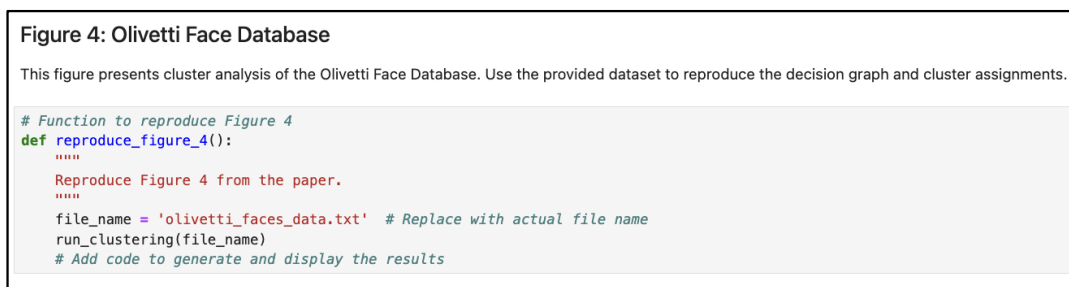 Figure 4: Olivetti Face Database
This figure presents cluster analysis of the Olivetti Face Database. Use the provided dataset to reproduce the decision graph and cluster assignments.
# Function to reproduce Figure 4
def reproduce_figure_4():
    """
    Reproduce Figure 4 from the paper.
    """
    file_name = 'olivetti_faces_data.txt'  # Replace with actual file name
    run_clustering(file_name)
    # Add code to generate and display the results